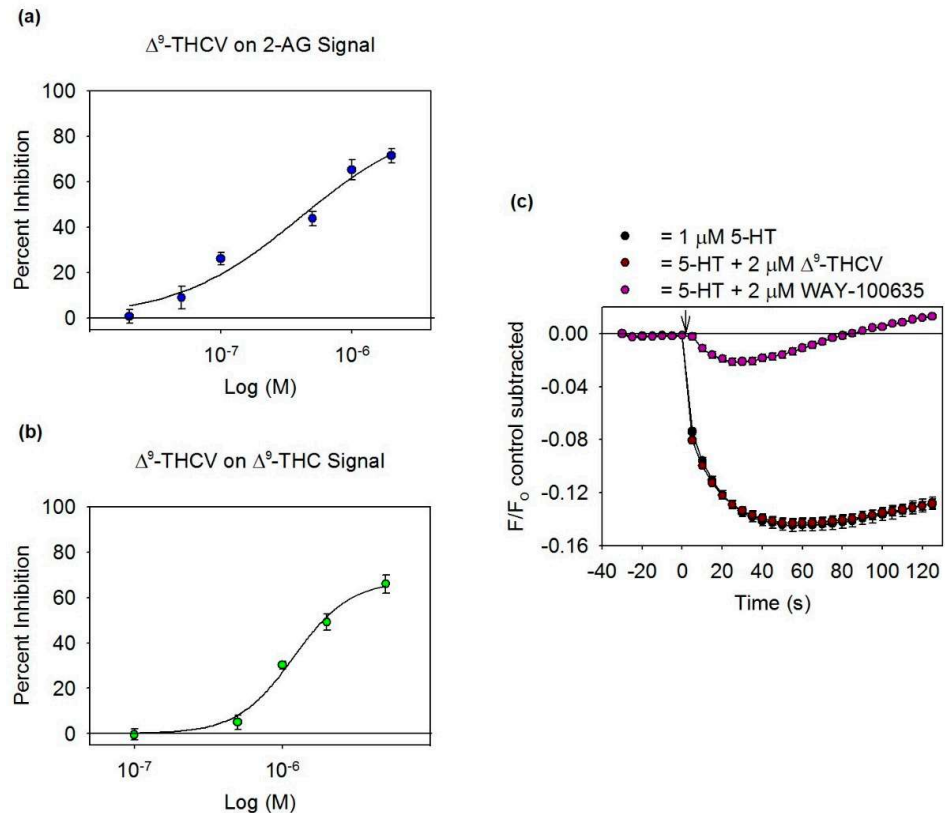 (a)
Δ⁹-THCV on 2-AG Signal
100
80
60
40
20
0
Percent Inhibition
10⁻⁷
10⁻⁶
Log (M)
(b)
Δ⁹-THCV on Δ⁹-THC Signal
100
80
60
40
20
0
Percent Inhibition
10⁻⁷
10⁻⁶
Log (M)
(c)
= 1 μM 5-HT
= 5-HT + 2 μM Δ⁹-THCV
= 5-HT + 2 μM WAY-100635
0.00
-0.04
-0.08
-0.12
-0.16
F/F₀ control subtracted
-40 -20 0 20 40 60 80 100 120
Time (s)